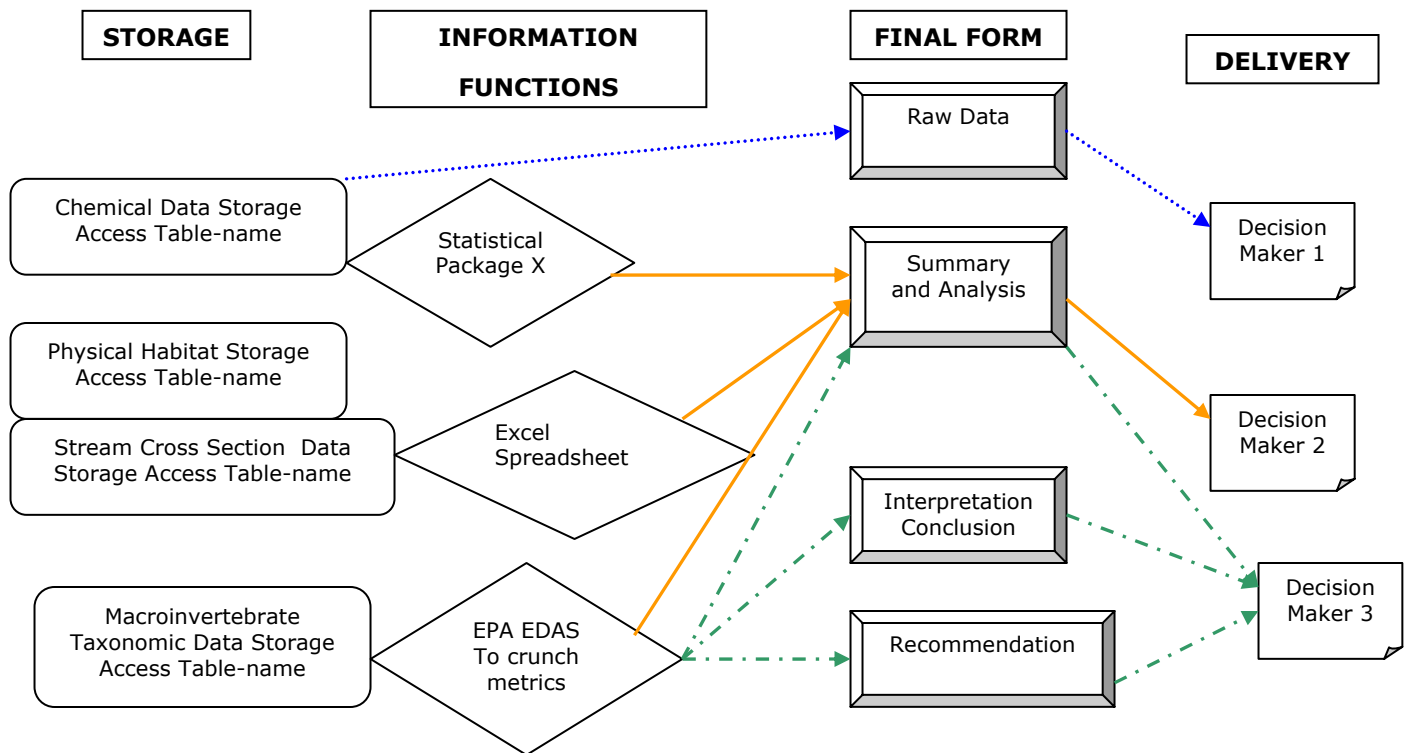 STORAGE
INFORMATION
FUNCTIONS
FINAL FORM
DELIVERY
Raw Data
Chemical Data Storage
Access Table-name
Statistical
Package X
Summary
and Analysis
Decision
Maker 1
Physical Habitat Storage
Access Table-name
Stream Cross Section  Data
Storage Access Table-name
Excel
Spreadsheet
Decision
Maker 2
Interpretation
Conclusion
Macroinvertebrate
Taxonomic Data Storage
Access Table-name
EPA EDAS
To crunch
metrics
Recommendation
Decision
Maker 3